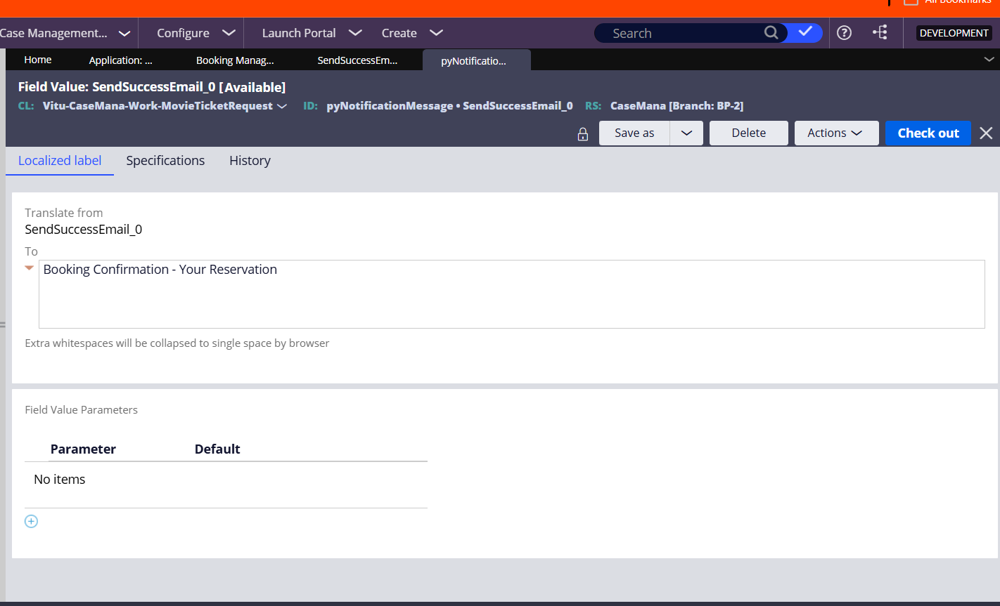 All Bookmarks
Case Management... Configure Launch Portal Create Search DEVELOPMENT
Home Application: ... Booking Manag... SendSuccessEm... pyNotificatio...
Field Value: SendSuccessEmail_0 [Available]
CL: Vitu-CaseMana-Work-MovieTicketRequest ID: pyNotificationMessage • SendSuccessEmail_0 RS: CaseMana [Branch: BP-2]
Save as Delete Actions Check out
Localized label Specifications History
Translate from
SendSuccessEmail_0
To
Booking Confirmation - Your Reservation
Extra whitespaces will be collapsed to single space by browser
Field Value Parameters
Parameter Default
No items